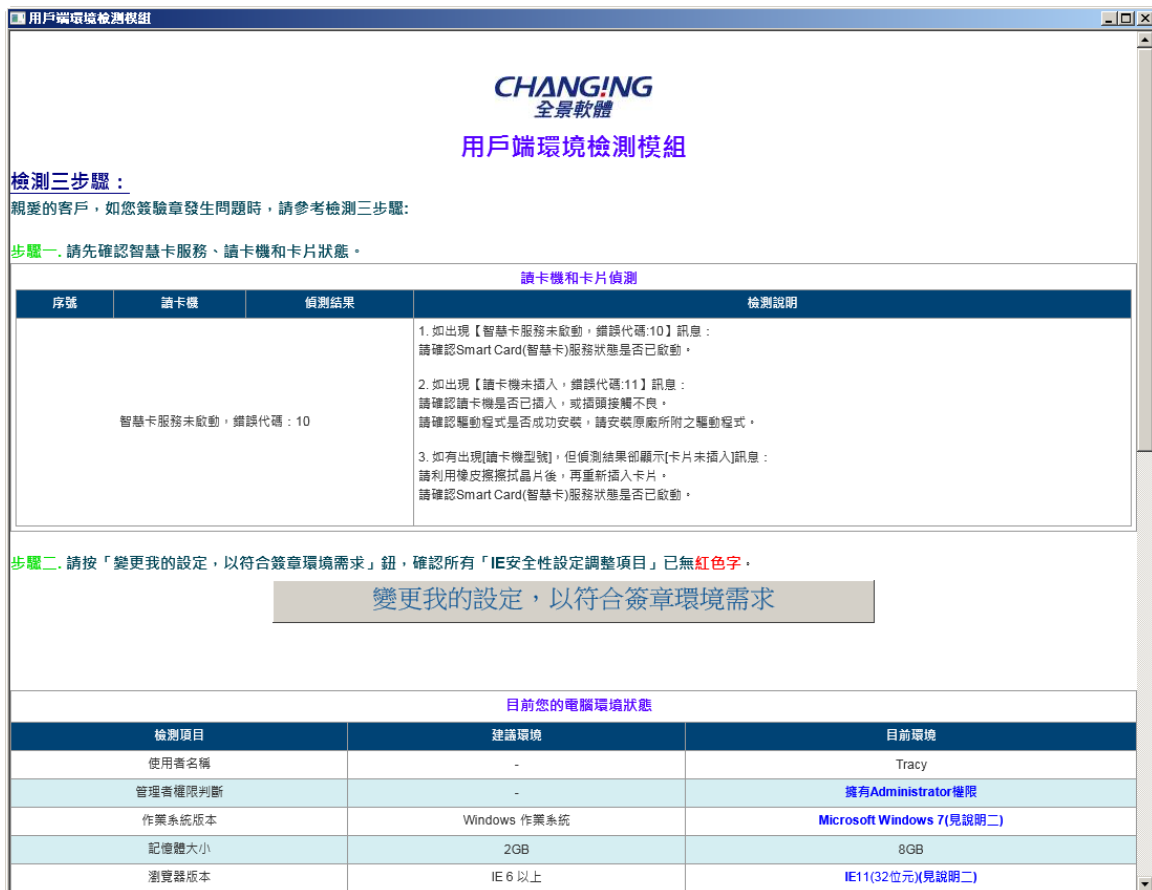 用戶端環境檢測模組
CHANG!NG
全景軟體
用戶端環境檢測模組
檢測三步驟：
親愛的客戶，如您簽驗章發生問題時，請參考檢測三步驟:
步驟一. 請先確認智慧卡服務、讀卡機和卡片狀態。
讀卡機和卡片偵測
序號 讀卡機 偵測結果 檢測說明
智慧卡服務未啟動，錯誤代碼：10
1. 如出現【智慧卡服務未啟動，錯誤代碼:10】訊息：
請確認Smart Card(智慧卡)服務狀態是否已啟動。
2. 如出現【讀卡機未插入，錯誤代碼:11】訊息：
請確認讀卡機是否已插入，或插頭接觸不良。
請確認驅動程式是否成功安裝，請安裝原廠所附之驅動程式。
3. 如有出現[讀卡機型號]，但偵測結果卻顯示[卡片未插入]訊息：
請利用橡皮擦擦拭晶片後，再重新插入卡片。
請確認Smart Card(智慧卡)服務狀態是否已啟動。
步驟二. 請按「變更我的設定，以符合簽章環境需求」鈕，確認所有「IE安全性設定調整項目」已無紅色字。
變更我的設定，以符合簽章環境需求
目前您的電腦環境狀態
檢測項目 建議環境 目前環境
使用者名稱 - Tracy
管理者權限判斷 - 擁有Administrator權限
作業系統版本 Windows 作業系統 Microsoft Windows 7(見說明二)
記憶體大小 2GB 8GB
瀏覽器版本 IE 6 以上 IE11(32位元)(見說明二)